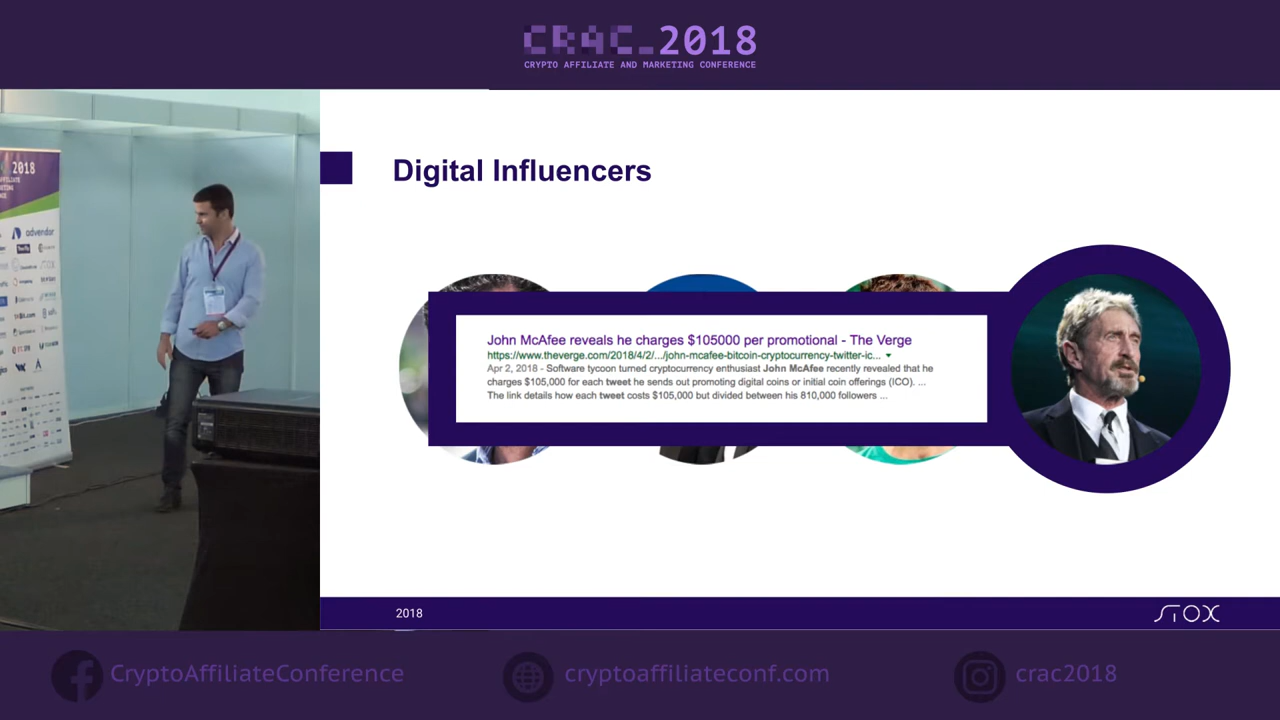 CRAC_2018
CRYPTO AFFILIATE AND MARKETING CONFERENCE
2018
advendor
Digital Influencers
John McAfee reveals he charges $105000 per promotional - The Verge
https://www.theverge.com/2018/4/2/.../john-mcafee-bitcoin-cryptocurrency-twitter-ic...
Apr 2, 2018 - Software tycoon turned cryptocurrency enthusiast John McAfee recently revealed that he
charges $105,000 for each tweet he sends out promoting digital coins or initial coin offerings (ICO). ...
The link details how each tweet costs $105,000 but divided between his 810,000 followers ...
2018
STOX
CryptoAffiliateConference
cryptoaffiliateconf.com
crac2018